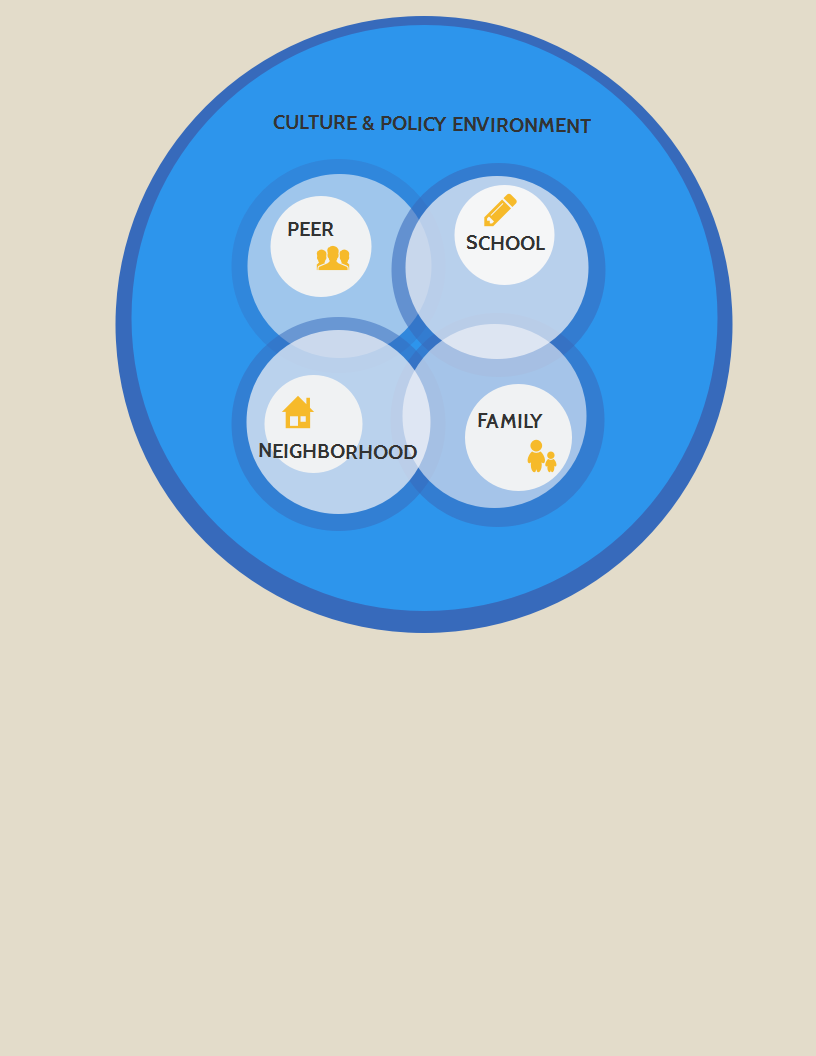 CULTURE & POLICY ENVIRONMENT
PEER
SCHOOL
FAMILY
NEIGHBORHOOD